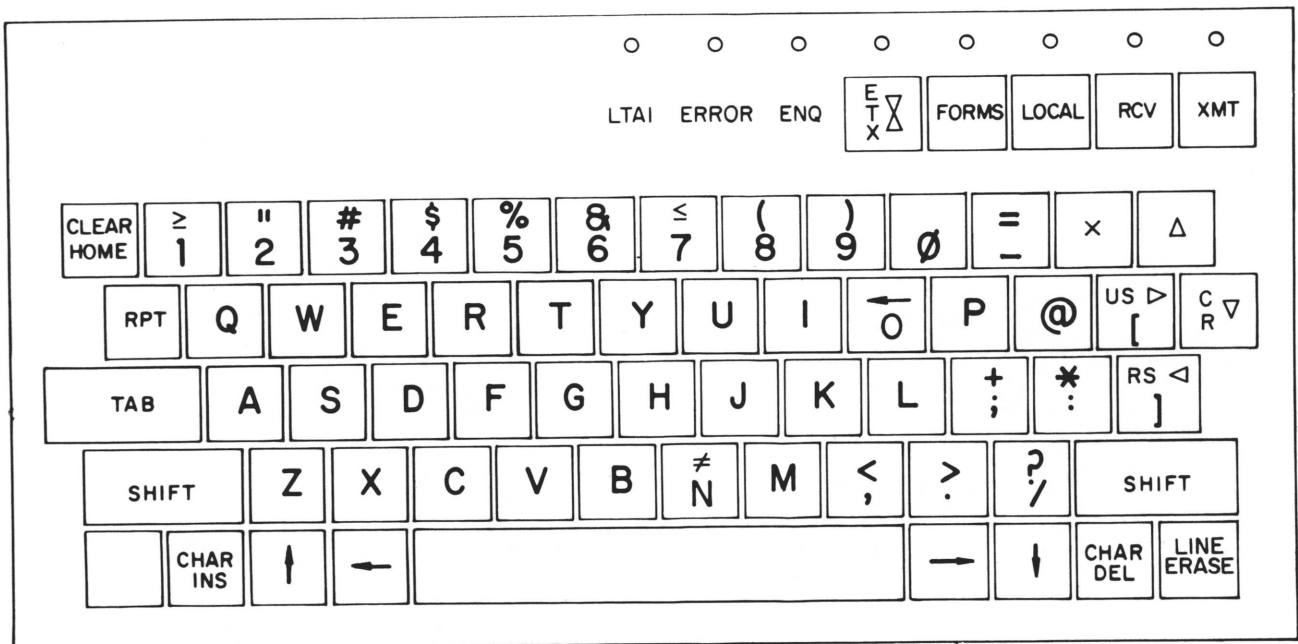 LTAI ERROR ENQ ETX FORMS LOCAL RCV XMT
CLEAR HOME ≥ 1 " 2 # 3 $ 4 % 5 & 6 ≤ 7 ( 8 ) 9 Ø = - × Δ
RPT Q W E R T Y U I ← O P @ US ▷ [ CR ▽
TAB A S D F G H J K L + ; * : RS ◁ ]
SHIFT Z X C V B ≠ N M < , > . ? / SHIFT
CHAR INS ↑ ← → ↓ CHAR DEL LINE ERASE